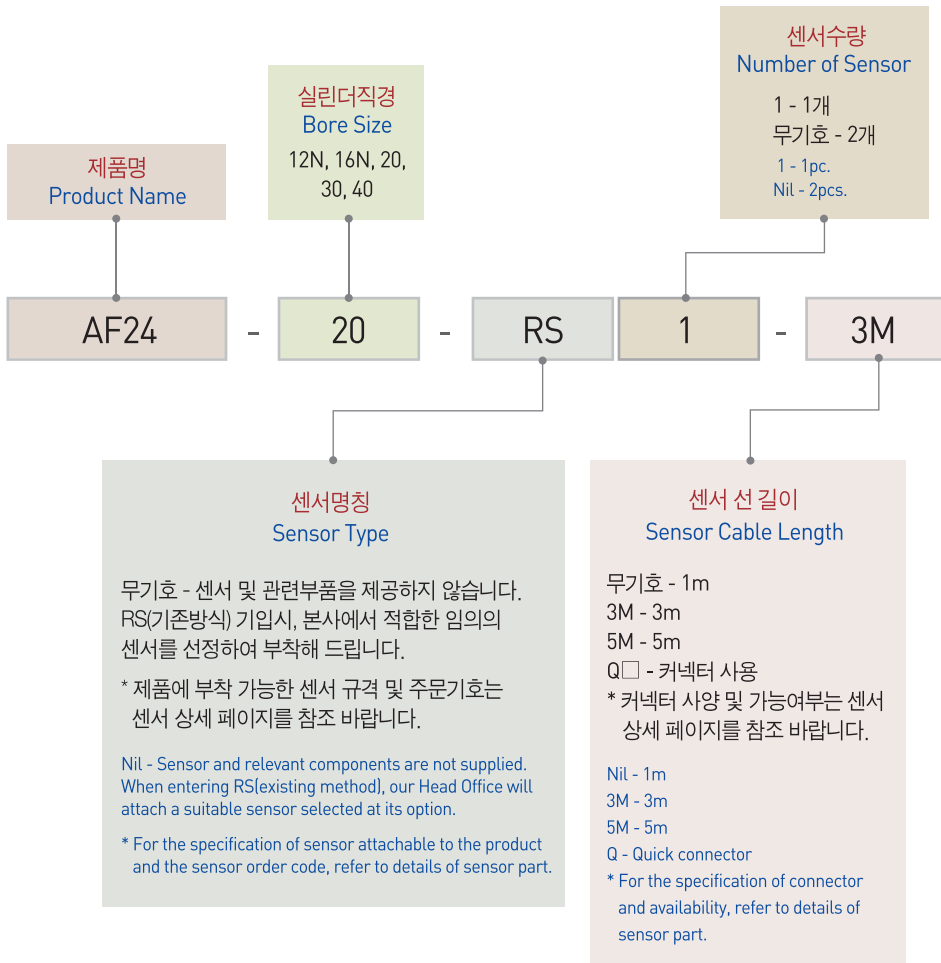 센서수량
Number of Sensor
1 - 1개
무기호 - 2개
1 - 1pc.
Nil - 2pcs.
실린더직경
Bore Size
12N, 16N, 20,
30, 40
제품명
Product Name
AF24 - 20 - RS 1 - 3M
센서명칭
Sensor Type
무기호 - 센서 및 관련부품을 제공하지 않습니다.
RS(기존방식) 기입시, 본사에서 적합한 임의의
센서를 선정하여 부착해 드립니다.
* 제품에 부착 가능한 센서 규격 및 주문기호는
센서 상세 페이지를 참조 바랍니다.
Nil - Sensor and relevant components are not supplied.
When entering RS(existing method), our Head Office will
attach a suitable sensor selected at its option.
* For the specification of sensor attachable to the product
and the sensor order code, refer to details of sensor part.
센서 선 길이
Sensor Cable Length
무기호 - 1m
3M - 3m
5M - 5m
Q□ - 커넥터 사용
* 커넥터 사양 및 가능여부는 센서
상세 페이지를 참조 바랍니다.
Nil - 1m
3M - 3m
5M - 5m
Q - Quick connector
* For the specification of connector
and availability, refer to details of
sensor part.